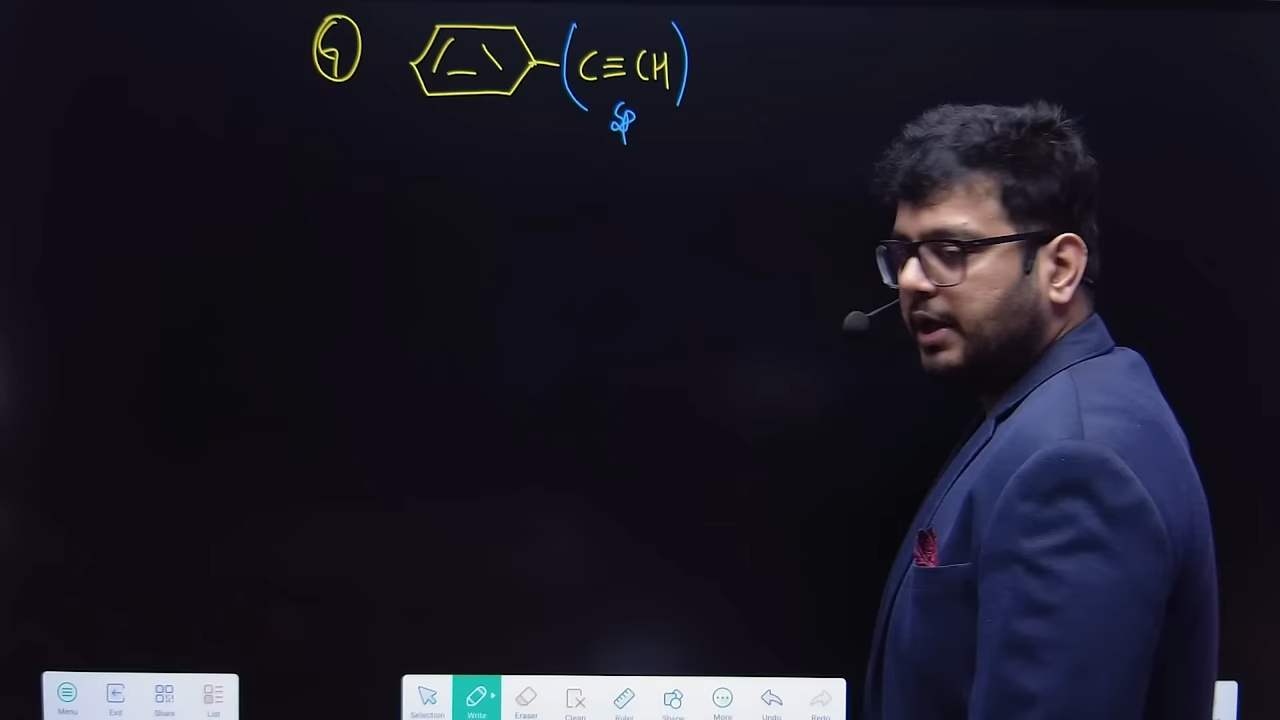 9 (C≡CH)
sp
Menu Exit Share List Selection Write Eraser Clean Ruler Shape More Undo Redo